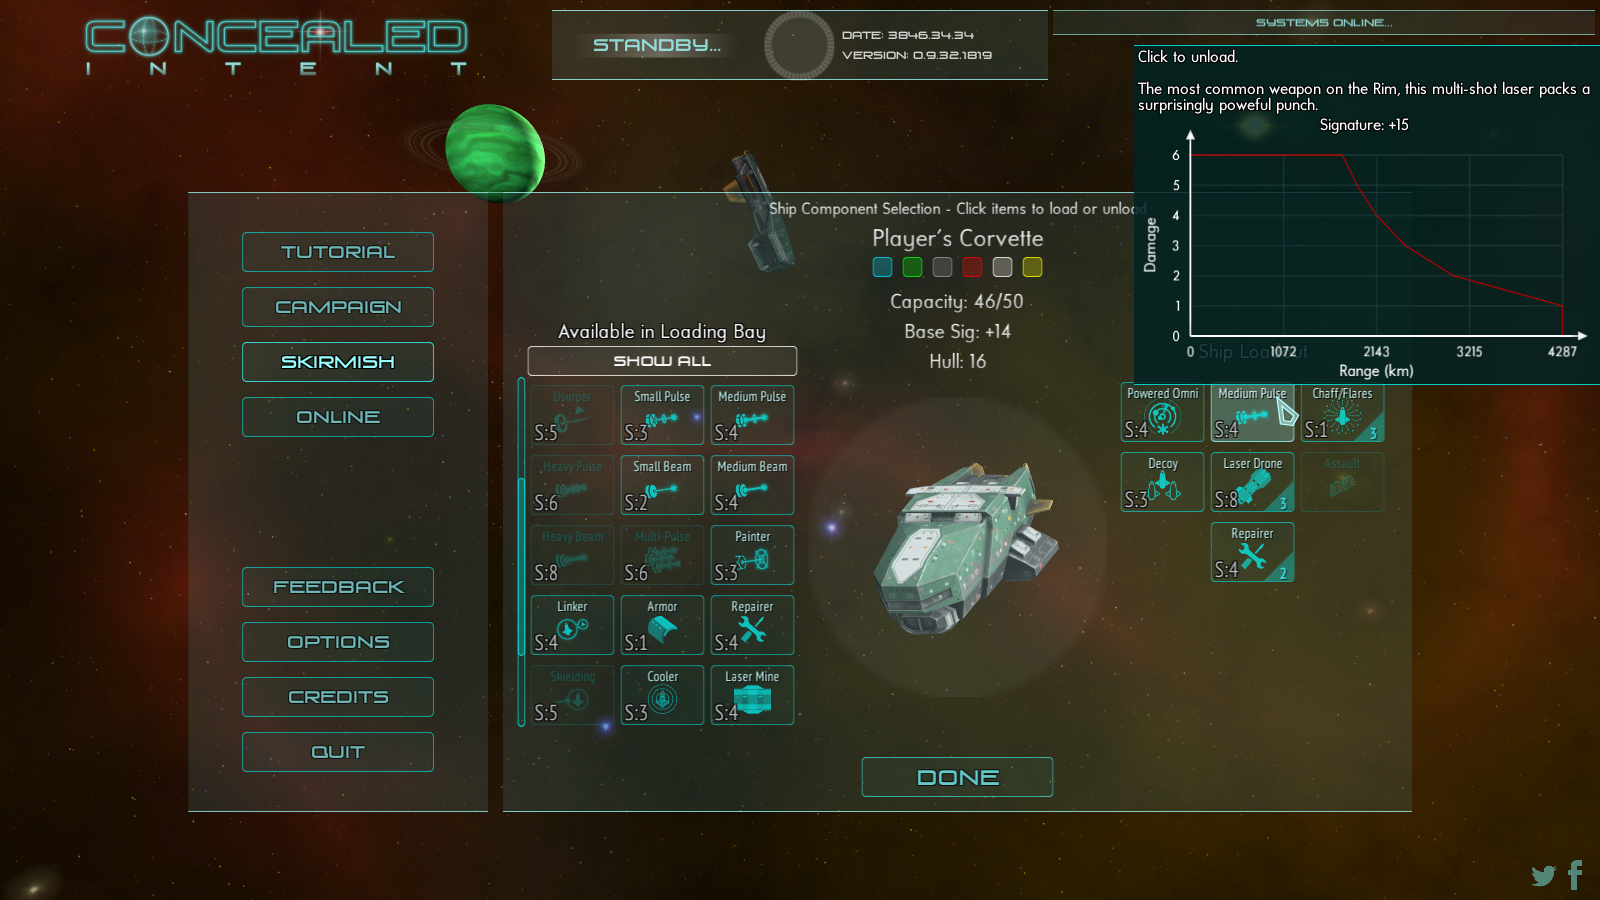 CONCEALED
INTENT
STANDBY...
DATE: 3846.34.34
VERSION: 0.9.32.1819
SYSTEMS ONLINE...
Click to unload.
The most common weapon on the Rim, this multi-shot laser packs a
surprisingly powerful punch.
Signature: +15
6
5
4
3
2
1
0
Damage
0 1072 2143 3215 4287
Range (km)
Ship Component Selection - Click items to load or unload
Player's Corvette
Capacity: 46/50
Base Sig: +14
Hull: 16
TUTORIAL
CAMPAIGN
SKIRMISH
ONLINE
FEEDBACK
OPTIONS
CREDITS
QUIT
Available in Loading Bay
SHOW ALL
Usurper
S:5
Small Pulse
S:3
Medium Pulse
S:4
Heavy Pulse
S:6
Small Beam
S:2
Medium Beam
S:4
Heavy Beam
S:8
Multi-Pulse
S:6
Painter
S:3
Linker
S:4
Armor
S:1
Repairer
S:4
Shielding
S:5
Cooler
S:3
Laser Mine
S:4
Ship Loadout
Powered Omni
S:4
Medium Pulse
S:4
Chaff/Flares
S:1
3
Decoy
S:3
Laser Drone
S:8
3
Assault
Repairer
S:4
2
DONE